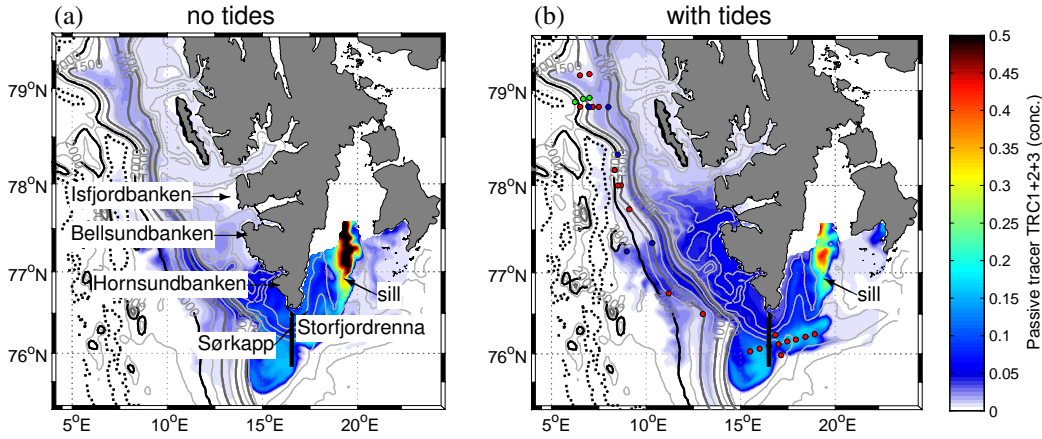 (a) no tides
(b) with tides
79°N
78°N
77°N
76°N
5°E 10°E 15°E 20°E
1500
Isfjordbanken
Bellsundbanken
Hornsundbanken
sill
Storfjordrenna
Sørkapp
79°N
78°N
77°N
76°N
5°E 10°E 15°E 20°E
sill
0.5
0.45
0.4
0.35
0.3
0.25
0.2
0.15
0.1
0.05
0
Passive tracer TRC1+2+3 (conc.)